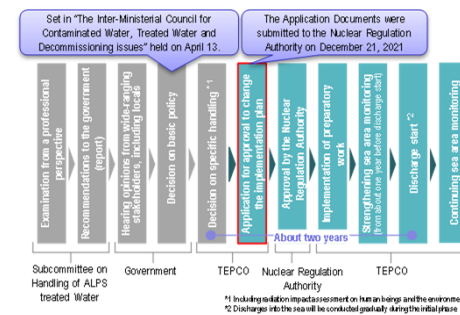 Set in "The Inter-Ministerial Council for
Contaminated Water, Treated Water and
Decommissioning issues" held on April 13.
The Application Documents were
submitted to the Nuclear Regulation
Authority on December 21, 2021
Examination from a professional
perspective
Recommendations to the government
(report)
Hearing opinions from wide-ranging
stakeholders, including locals
Decision on basic policy
Decision on specific handling *1
Application for approval to change
the implementation plan
Approval by the Nuclear
Regulation Authority
Implementation of preparatory
work
Strengthening sea area monitoring
(from about one year before discharge start)
Discharge start *2
Continuing sea area monitoring
About two years
Subcommittee on
Handling of ALPS
treated Water
Government
TEPCO
Nuclear Regulation
Authority
TEPCO
*1 Including radiation impact assessment on human beings and the environme
*2 Discharges into the sea will be conducted gradually during the initial phase